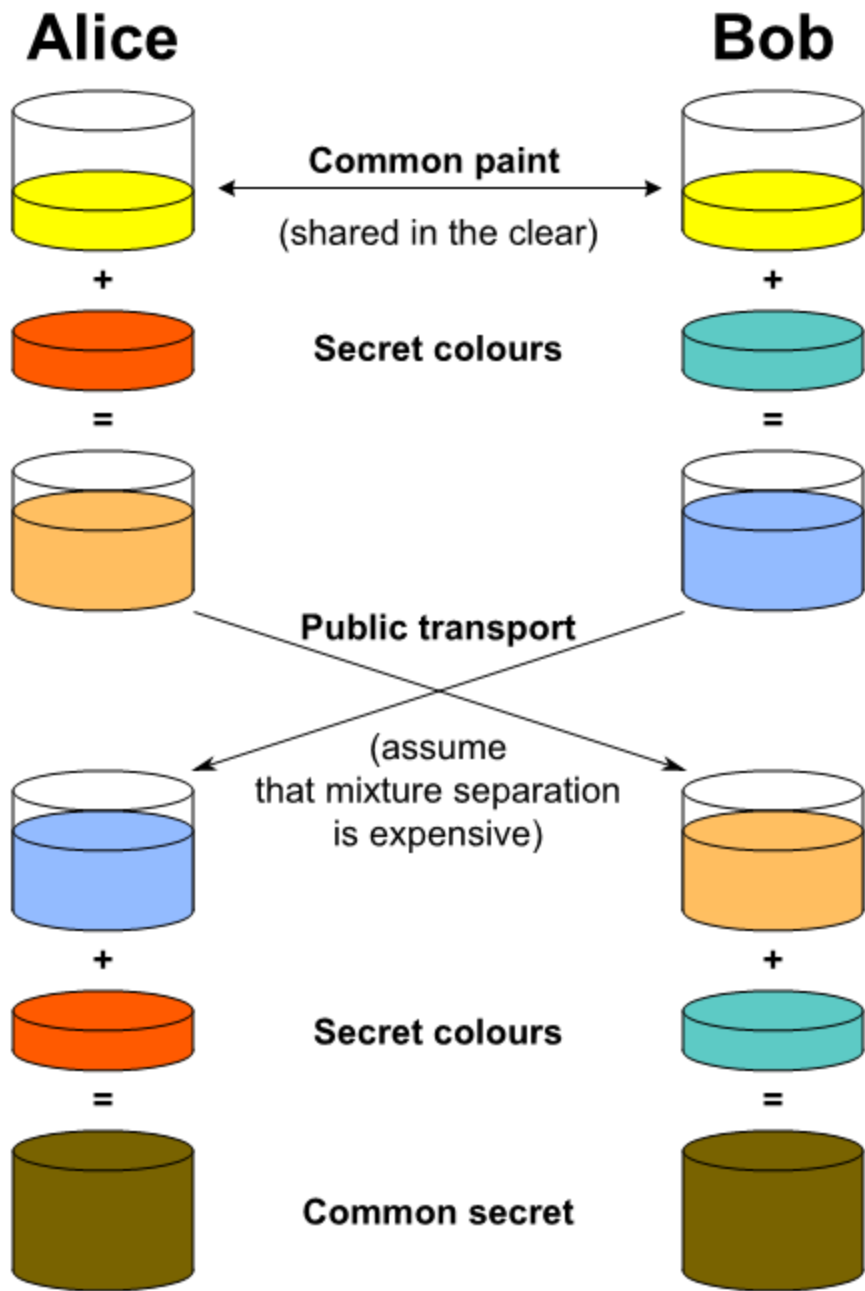 Alice
Bob
Common paint
(shared in the clear)
+
+
Secret colours
=
=
Public transport
(assume
that mixture separation
is expensive)
+
+
Secret colours
=
=
Common secret